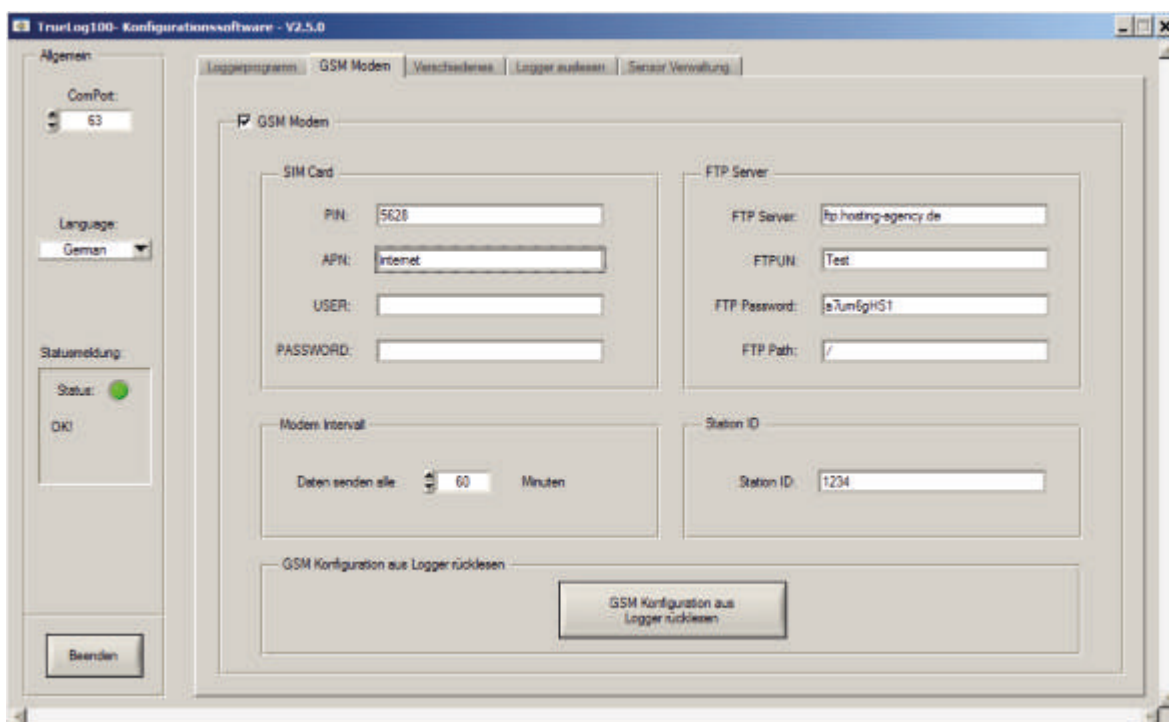 TrueLog100- Konfigurationssoftware - V2.5.0
Allgemein
ComPort:
63
Language:
German
Statusmeldung:
Status:
OK!
Beenden
Loggerprogramm
GSM Modem
Verschiedenes
Logger auslesen
Sensor Verwaltung
GSM Modem
SIM Card
PIN: 5628
APN: internet
USER:
PASSWORD:
FTP Server
FTP Server: ftp.hosting-agency.de
FTPUN: Test
FTP Password: a7um6gHS1
FTP Path: /
Modem Intervall
Daten senden alle 60 Minuten
Station ID
Station ID: 1234
GSM Konfiguration aus Logger rücklesen
GSM Konfiguration aus
Logger rücklesen